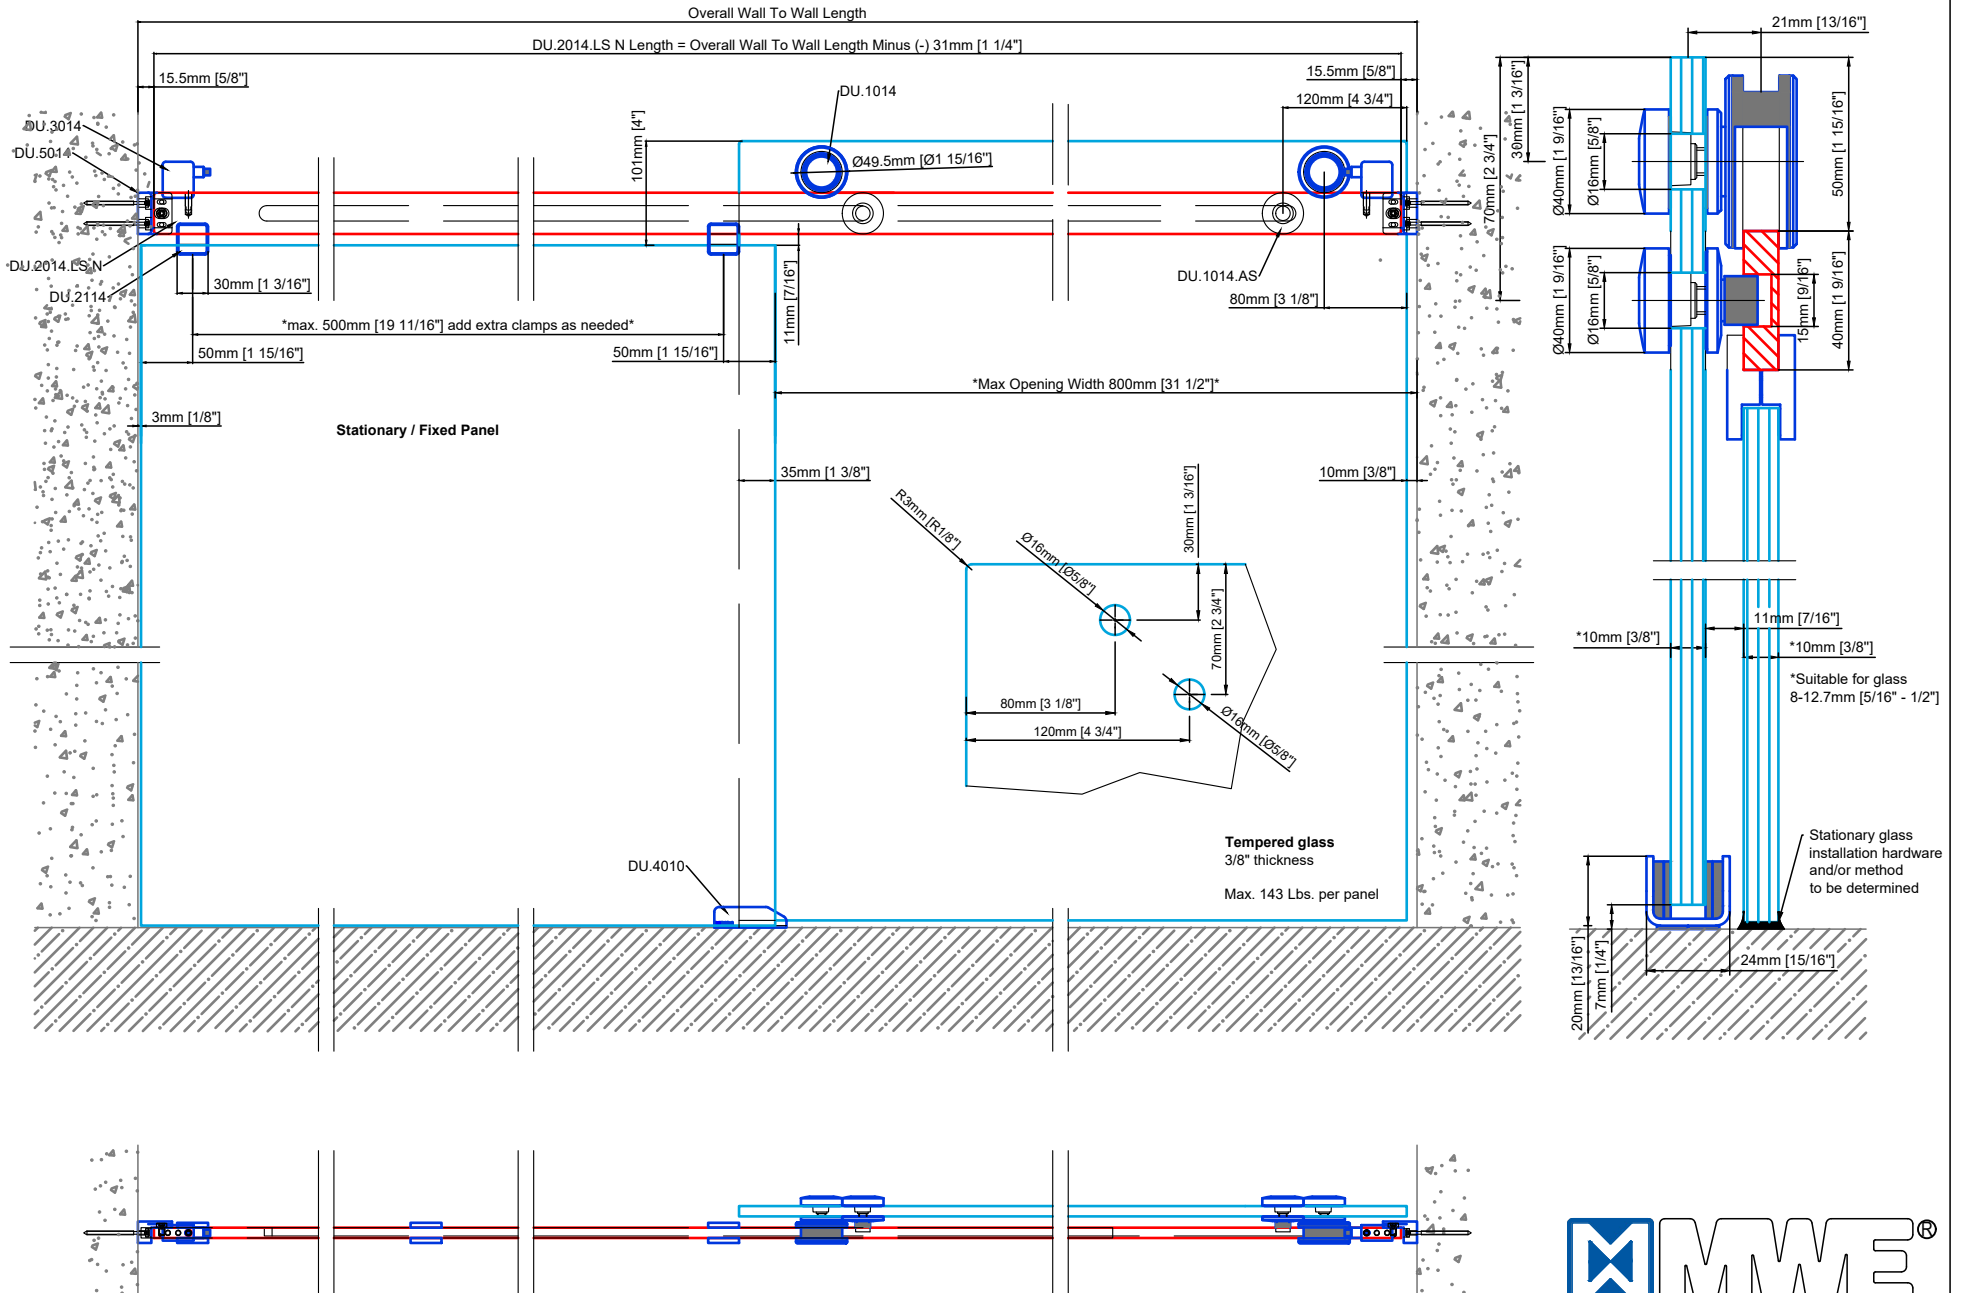 Overall Wall To Wall Length
DU.2014.LS N Length = Overall Wall To Wall Length Minus (-) 31mm [1 1/4"]
15.5mm [5/8"]
15.5mm [5/8"]
120mm [4 3/4"]
DU.3014
DU.5014
DU.1014
Ø49.5mm [Ø1 15/16"]
101mm [4"]
DU.2014.LS N
DU.2114
30mm [1 3/16"]
*max. 500mm [19 11/16"] add extra clamps as needed*
50mm [1 15/16"]
50mm [1 15/16"]
11mm [7/16"]
DU.1014.AS
80mm [3 1/8"]
*Max Opening Width 800mm [31 1/2"]*
3mm [1/8"]
Stationary / Fixed Panel
35mm [1 3/8"]
10mm [3/8"]
R3mm [R1/8"]
Ø16mm [Ø5/8"]
30mm [1 3/16"]
70mm [2 3/4"]
80mm [3 1/8"]
120mm [4 3/4"]
Ø16mm [Ø5/8"]
DU.4010
Tempered glass
3/8" thickness
Max. 143 Lbs. per panel
21mm [13/16"]
30mm [1 3/16"]
70mm [2 3/4"]
Ø40mm [1 9/16"]
Ø16mm [5/8"]
50mm [1 15/16"]
Ø40mm [1 9/16"]
Ø16mm [5/8"]
15mm [9/16"]
40mm [1 9/16"]
11mm [7/16"]
*10mm [3/8"]
*10mm [3/8"]
*Suitable for glass
8-12.7mm [5/16" - 1/2"]
Stationary glass
installation hardware
and/or method
to be determined
20mm [13/16"]
7mm [1/4"]
24mm [15/16"]
MWE®